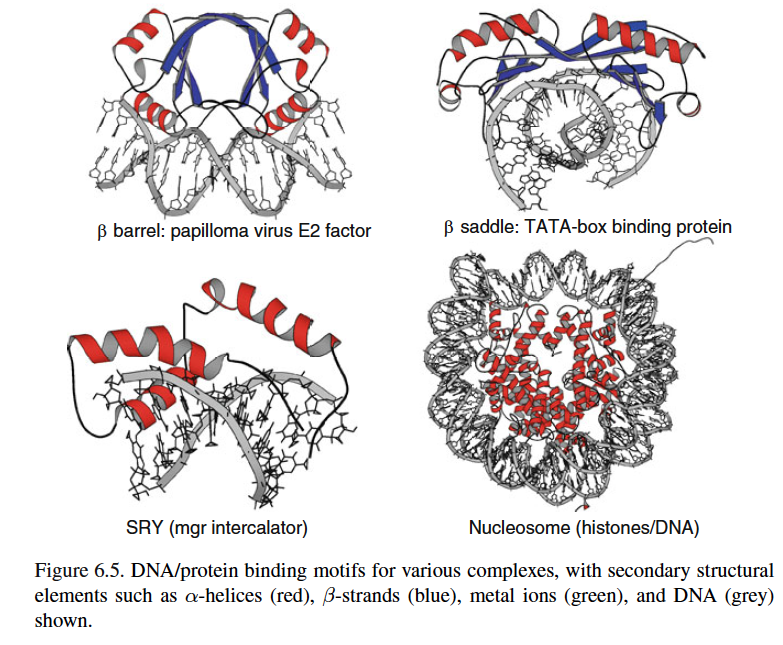 β barrel: papilloma virus E2 factor
β saddle: TATA-box binding protein
SRY (mgr intercalator)
Nucleosome (histones/DNA)
Figure 6.5. DNA/protein binding motifs for various complexes, with secondary structural
elements such as α-helices (red), β-strands (blue), metal ions (green), and DNA (grey)
shown.